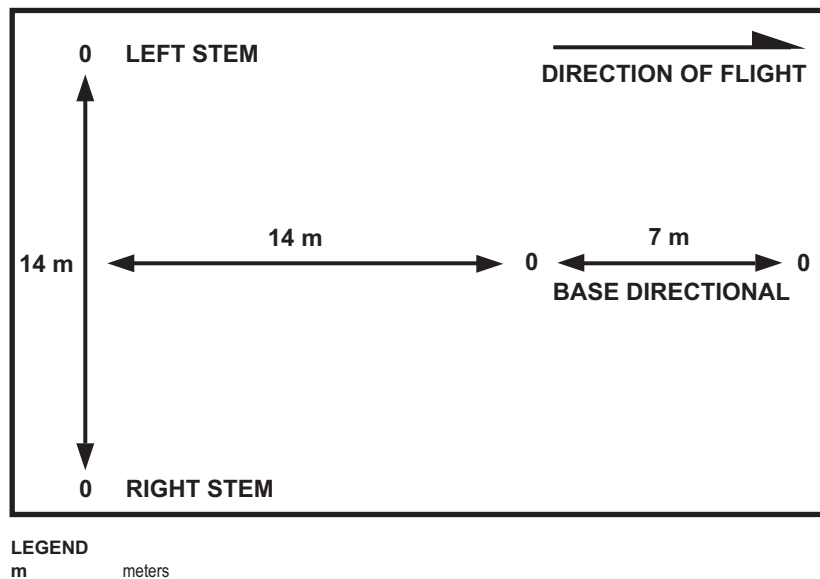 0 LEFT STEM
DIRECTION OF FLIGHT
14 m
14 m
0
7 m
0
BASE DIRECTIONAL
0 RIGHT STEM
LEGEND
m meters